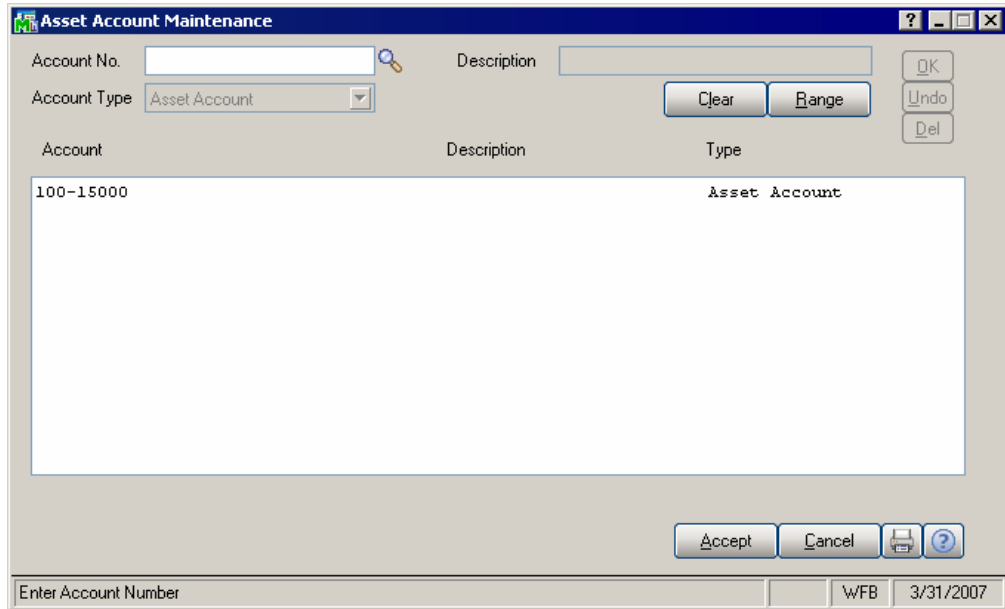 Asset Account Maintenance
Account No. Description OK
Account Type Asset Account Clear Range Undo
Del
Account Description Type
100-15000 Asset Account
Accept Cancel
Enter Account Number WFB 3/31/2007